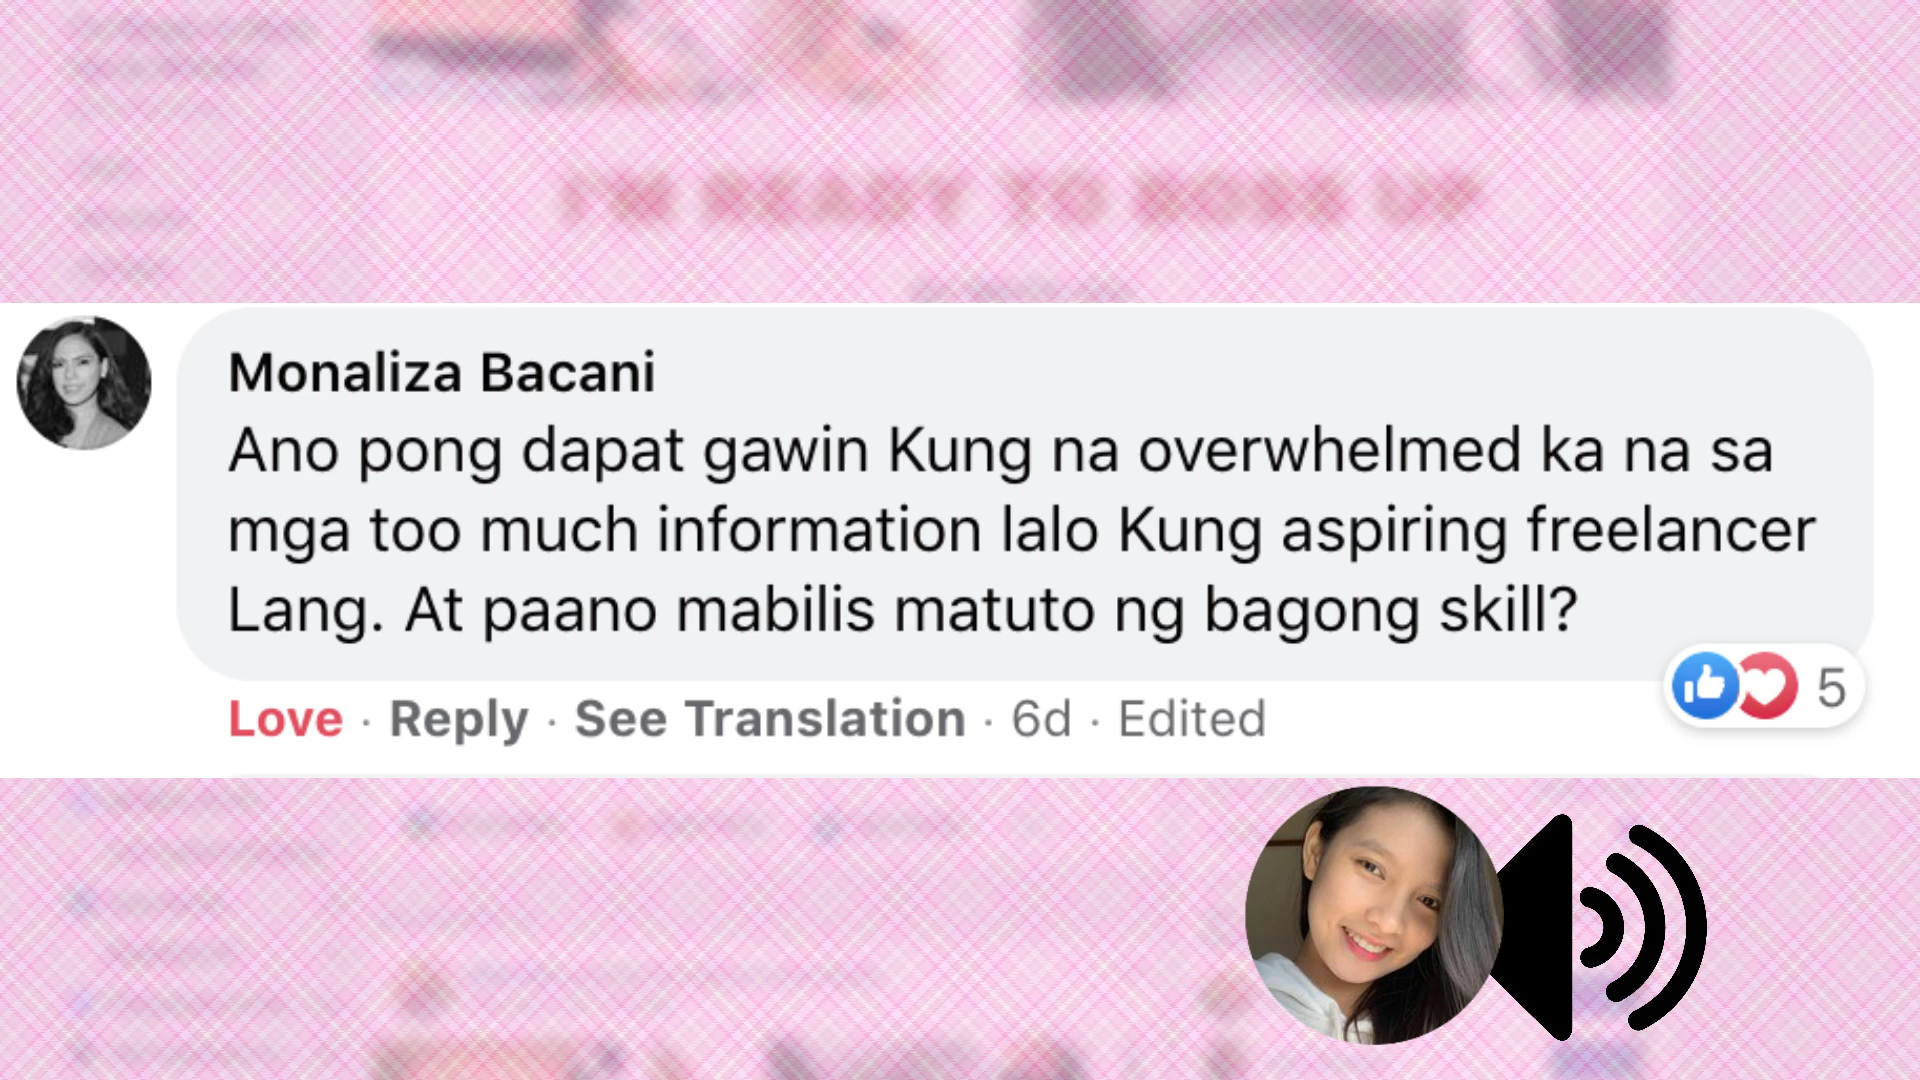 Monaliza Bacani
Ano pong dapat gawin Kung na overwhelmed ka na sa
mga too much information lalo Kung aspiring freelancer
Lang. At paano mabilis matuto ng bagong skill?
5
Love · Reply · See Translation · 6d · Edited